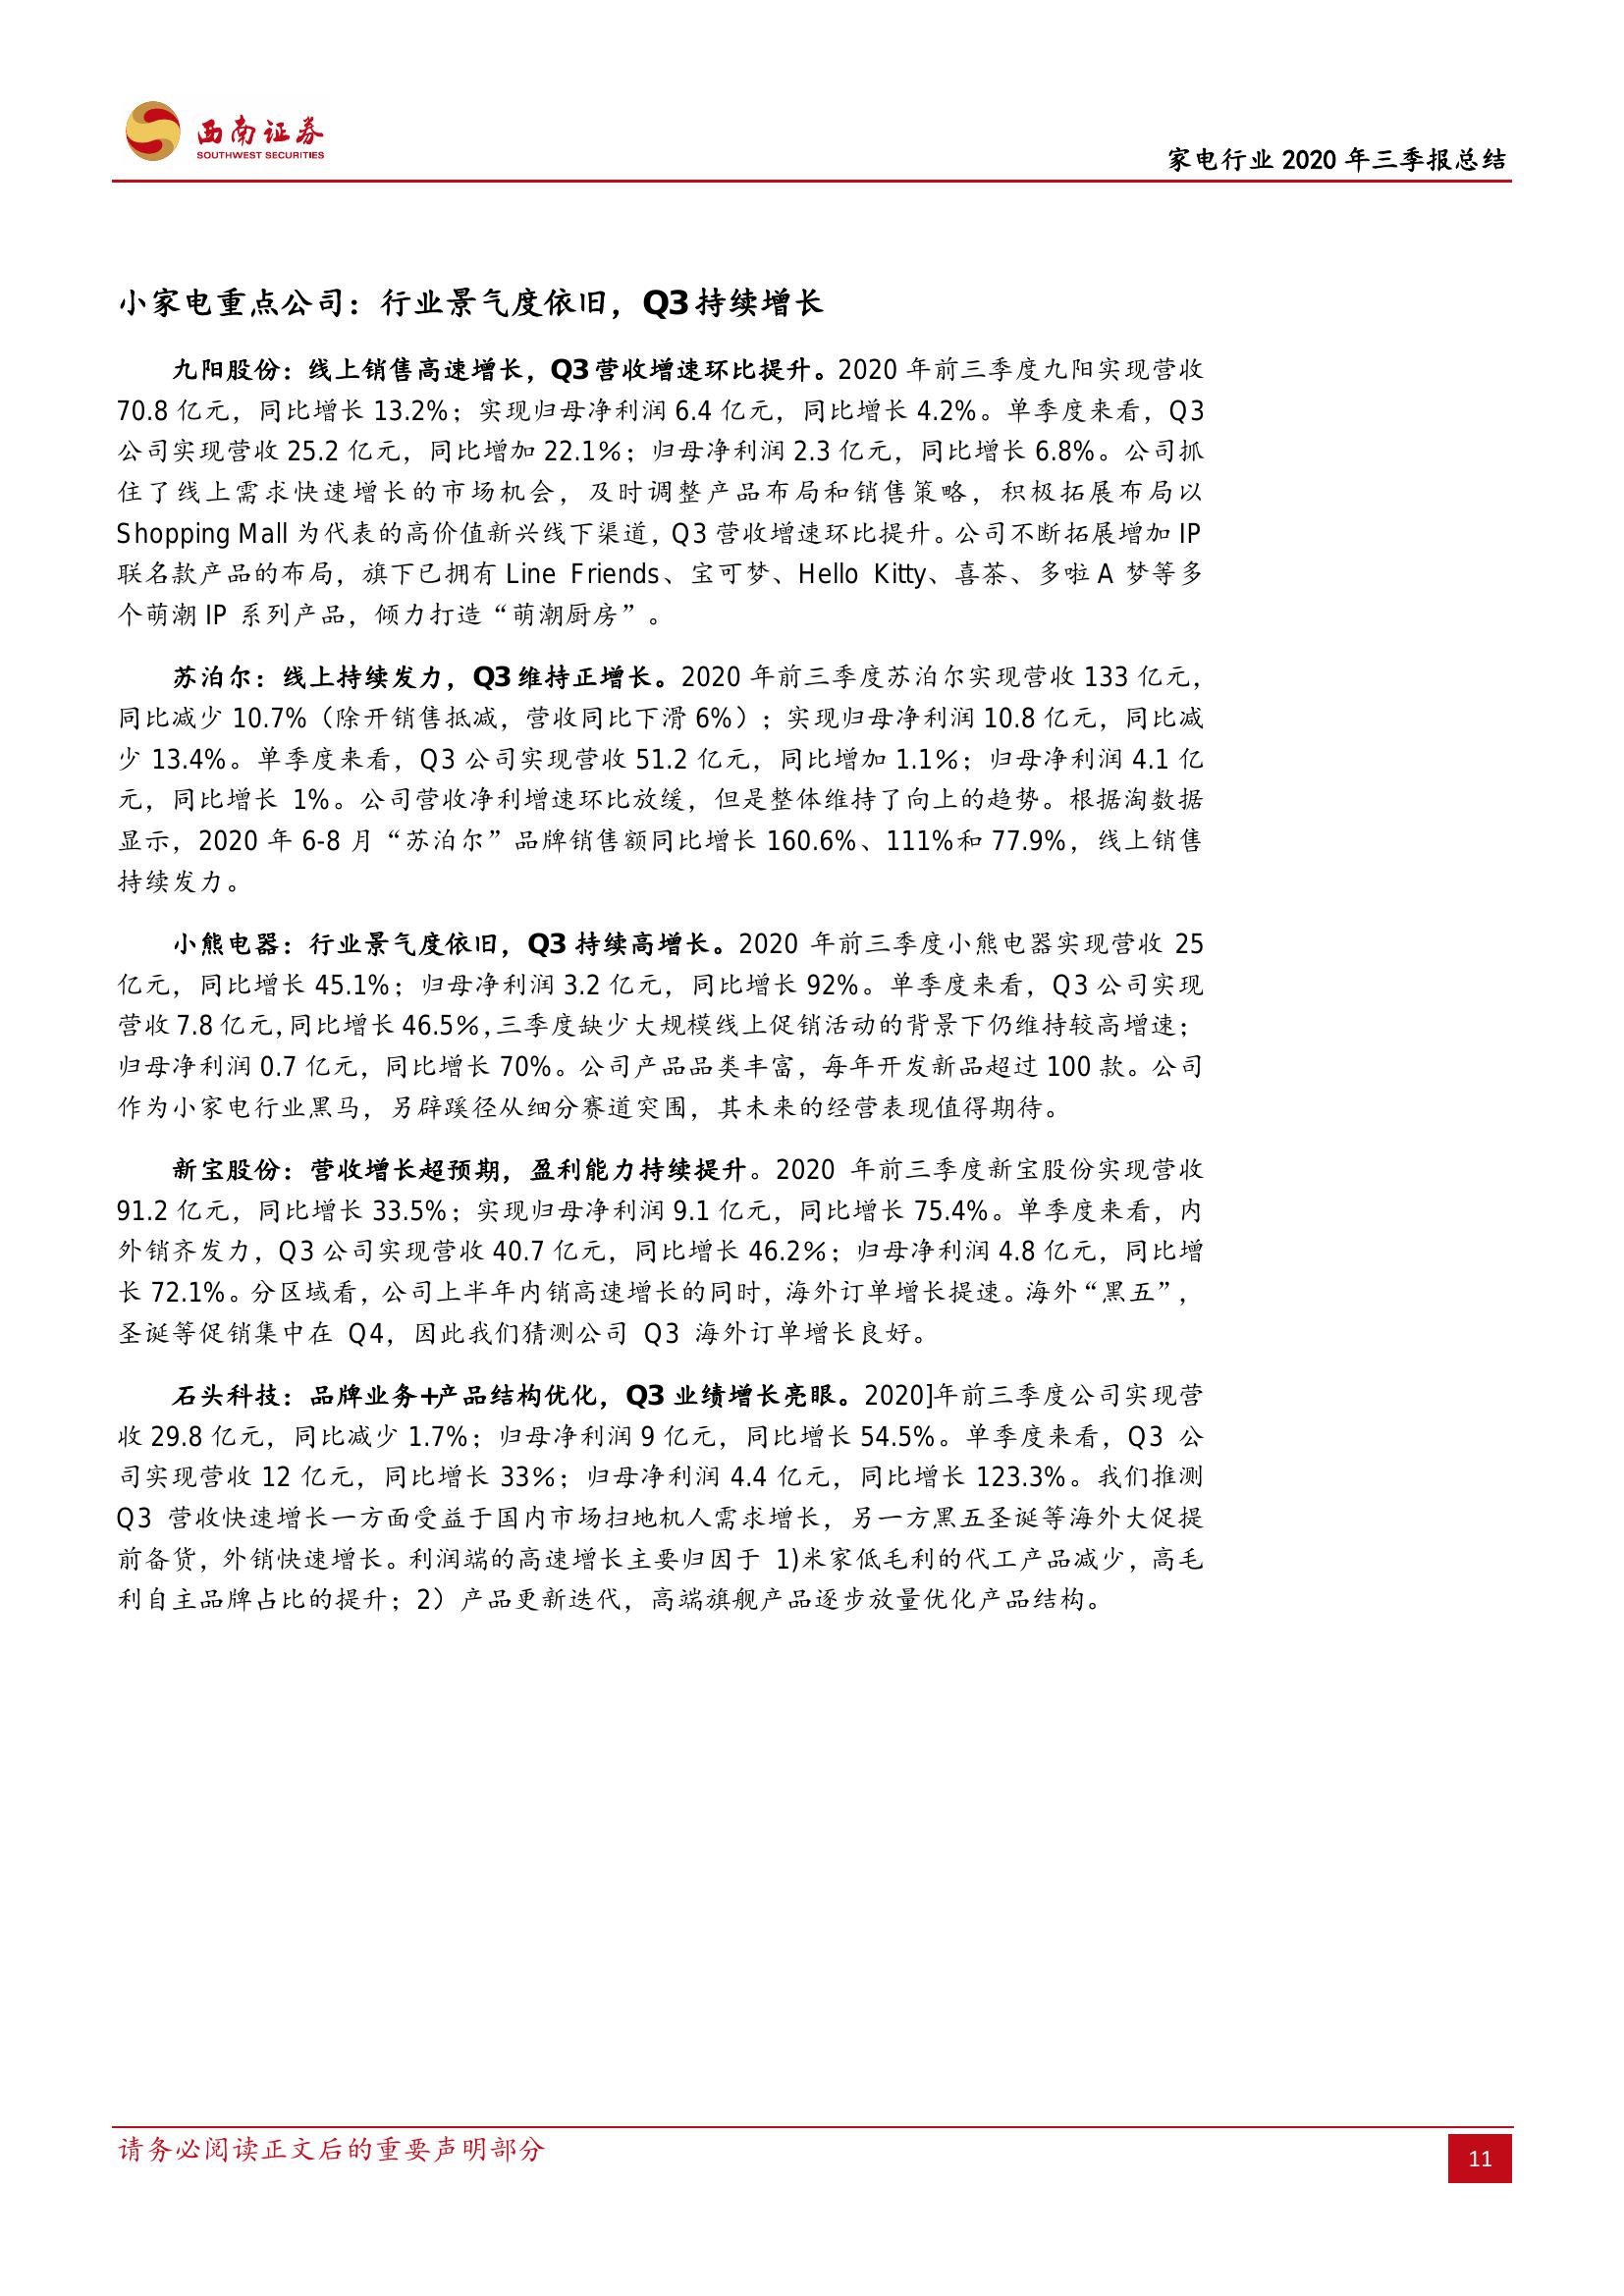 西南证券
SOUTHWEST SECURITIES
家电行业 2020 年三季报总结
小家电重点公司：行业景气度依旧，Q3 持续增长
九阳股份：线上销售高速增长，Q3 营收增速环比提升。2020 年前三季度九阳实现营收
70.8 亿元，同比增长 13.2%；实现归母净利润 6.4 亿元，同比增长 4.2%。单季度来看，Q3
公司实现营收 25.2 亿元，同比增加 22.1%；归母净利润 2.3 亿元，同比增长 6.8%。公司抓
住了线上需求快速增长的市场机会，及时调整产品布局和销售策略，积极拓展布局以
Shopping Mall 为代表的高价值新兴线下渠道，Q3 营收增速环比提升。公司不断拓展增加 IP
联名款产品的布局，旗下已拥有 Line Friends、宝可梦、Hello Kitty、喜茶、多啦 A 梦等多
个萌潮 IP 系列产品，倾力打造“萌潮厨房”。
苏泊尔：线上持续发力，Q3 维持正增长。2020 年前三季度苏泊尔实现营收 133 亿元，
同比减少 10.7%（除开销售抵减，营收同比下滑 6%）；实现归母净利润 10.8 亿元，同比减
少 13.4%。单季度来看，Q3 公司实现营收 51.2 亿元，同比增加 1.1%；归母净利润 4.1 亿
元，同比增长 1%。公司营收净利增速环比放缓，但是整体维持了向上的趋势。根据淘数据
显示，2020 年 6-8 月“苏泊尔”品牌销售额同比增长 160.6%、111%和 77.9%，线上销售
持续发力。
小熊电器：行业景气度依旧，Q3 持续高增长。2020 年前三季度小熊电器实现营收 25
亿元，同比增长 45.1%；归母净利润 3.2 亿元，同比增长 92%。单季度来看，Q3 公司实现
营收 7.8 亿元，同比增长 46.5%，三季度缺少大规模线上促销活动的背景下仍维持较高增速；
归母净利润 0.7 亿元，同比增长 70%。公司产品品类丰富，每年开发新品超过 100 款。公司
作为小家电行业黑马，另辟蹊径从细分赛道突围，其未来的经营表现值得期待。
新宝股份：营收增长超预期，盈利能力持续提升。2020 年前三季度新宝股份实现营收
91.2 亿元，同比增长 33.5%；实现归母净利润 9.1 亿元，同比增长 75.4%。单季度来看，内
外销齐发力，Q3 公司实现营收 40.7 亿元，同比增长 46.2%；归母净利润 4.8 亿元，同比增
长 72.1%。分区域看，公司上半年内销高速增长的同时，海外订单增长提速。海外“黑五”，
圣诞等促销集中在 Q4，因此我们猜测公司 Q3 海外订单增长良好。
石头科技：品牌业务+产品结构优化，Q3 业绩增长亮眼。2020]年前三季度公司实现营
收 29.8 亿元，同比减少 1.7%；归母净利润 9 亿元，同比增长 54.5%。单季度来看，Q3 公
司实现营收 12 亿元，同比增长 33%；归母净利润 4.4 亿元，同比增长 123.3%。我们推测
Q3 营收快速增长一方面受益于国内市场扫地机人需求增长，另一方黑五圣诞等海外大促提
前备货，外销快速增长。利润端的高速增长主要归因于 1)米家低毛利的代工产品减少，高毛
利自主品牌占比的提升；2）产品更新迭代，高端旗舰产品逐步放量优化产品结构。
请务必阅读正文后的重要声明部分
11